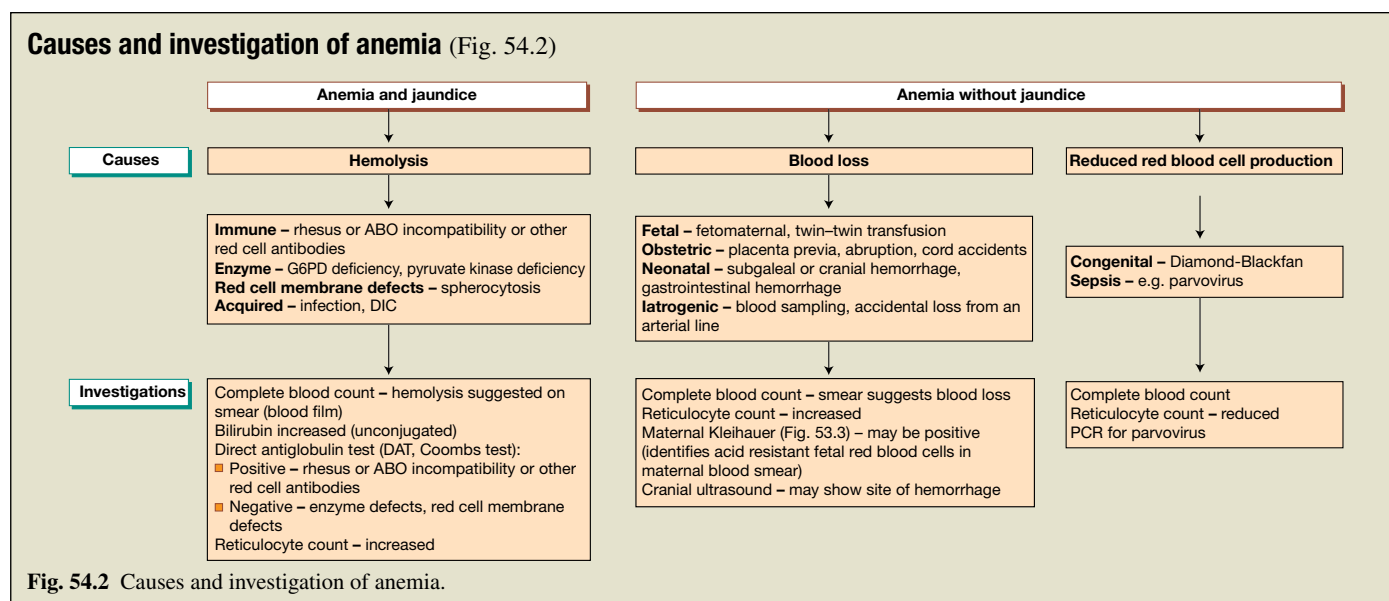 Causes and investigation of anemia (Fig. 54.2)
Anemia and jaundice
Anemia without jaundice
Causes
Hemolysis
Blood loss
Reduced red blood cell production
Immune – rhesus or ABO incompatibility or other
red cell antibodies
Enzyme – G6PD deficiency, pyruvate kinase deficiency
Red cell membrane defects – spherocytosis
Acquired – infection, DIC
Fetal – fetomaternal, twin–twin transfusion
Obstetric – placenta previa, abruption, cord accidents
Neonatal – subgaleal or cranial hemorrhage,
gastrointestinal hemorrhage
Iatrogenic – blood sampling, accidental loss from an
arterial line
Congenital – Diamond-Blackfan
Sepsis – e.g. parvovirus
Investigations
Complete blood count – hemolysis suggested on
smear (blood film)
Bilirubin increased (unconjugated)
Direct antiglobulin test (DAT, Coombs test):
Positive – rhesus or ABO incompatibility or other
red cell antibodies
Negative – enzyme defects, red cell membrane
defects
Reticulocyte count – increased
Complete blood count – smear suggests blood loss
Reticulocyte count – increased
Maternal Kleihauer (Fig. 53.3) – may be positive
(identifies acid resistant fetal red blood cells in
maternal blood smear)
Cranial ultrasound – may show site of hemorrhage
Complete blood count
Reticulocyte count – reduced
PCR for parvovirus
Fig. 54.2 Causes and investigation of anemia.